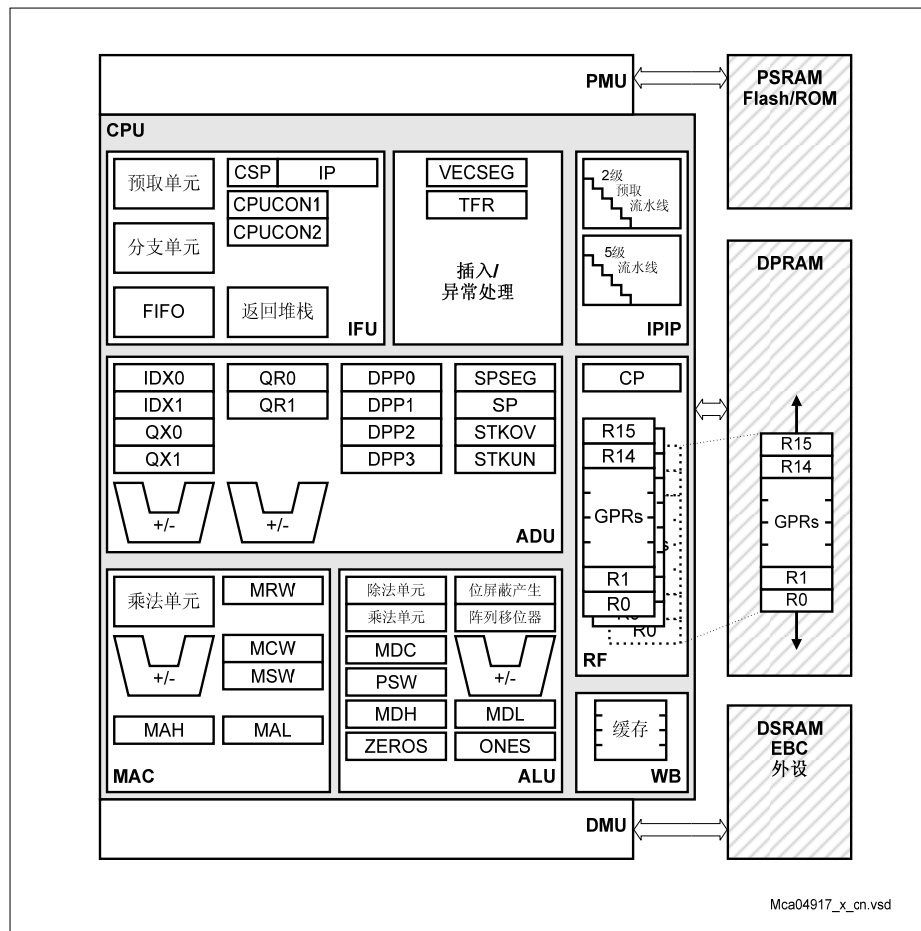 PMU
PSRAM
Flash/ROM
CPU
预取单元
CSP
IP
CPUCON1
CPUCON2
分支单元
FIFO
返回堆栈
IFU
VECSEG
TFR
插入/
异常处理
2级
预取
流水线
5级
流水线
IPIP
DPRAM
IDX0
IDX1
QX0
QX1
+/-
QR0
QR1
+/-
DPP0
DPP1
DPP2
DPP3
SPSEG
SP
STKOV
STKUN
ADU
CP
R15
R14
GPRs
R1
R0
R0
RF
R15
R14
GPRs
R1
R0
乘法单元
MRW
+/-
MCW
MSW
MAH
MAL
MAC
除法单元
位屏蔽产生
乘法单元
阵列移位器
MDC
PSW
+/-
MDH
MDL
ZEROS
ONES
ALU
缓存
WB
DSRAM
EBC
外设
DMU
Mca04917_x_cn.vsd